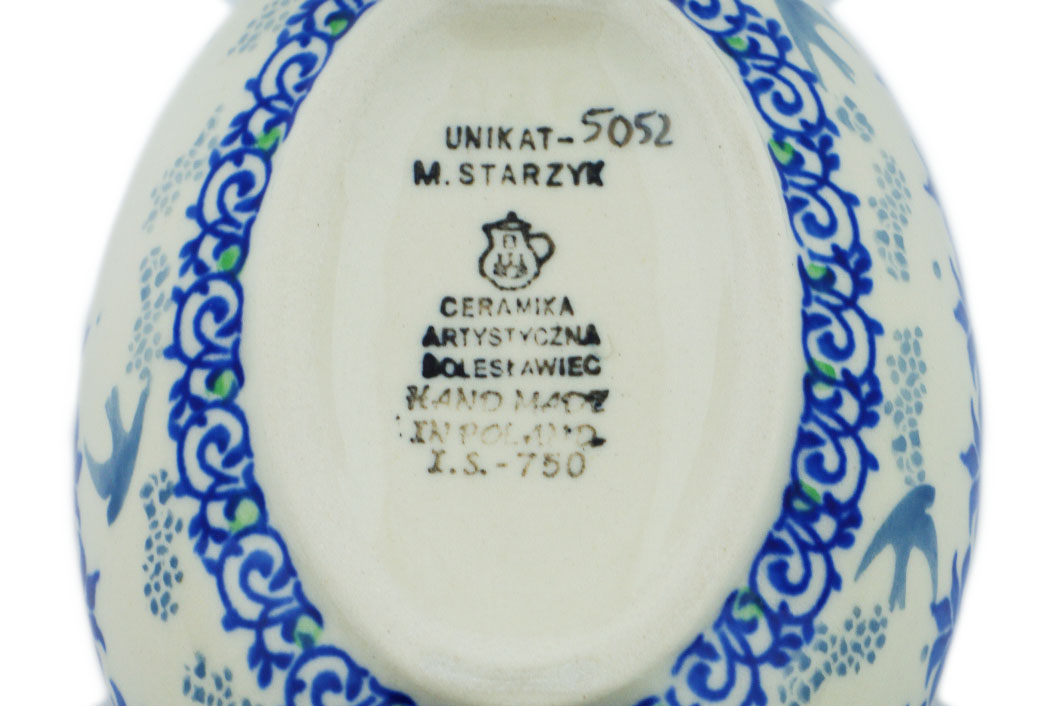 UNIKAT-5052
M. STARZYK
CERAMIKA
ARTYSTYCZNA
BOLESŁAWIEC
HAND MADE
IN POLAND
I.S.-750